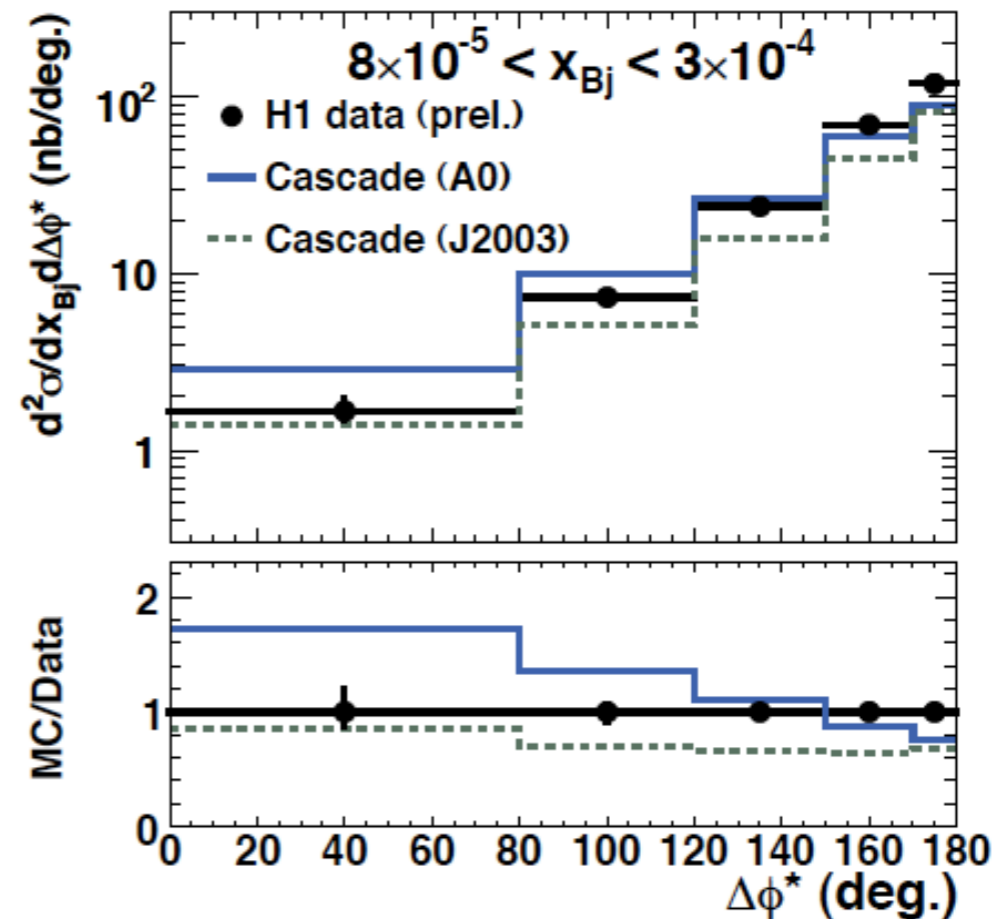 8×10⁻⁵ < x_Bj < 3×10⁻⁴
H1 data (prel.)
Cascade (A0)
Cascade (J2003)
d²σ/dx_Bj dΔϕ* (nb/deg.)
10²
10
1
MC/Data
2
1
0
0 20 40 60 80 100 120 140 160 180
Δϕ* (deg.)